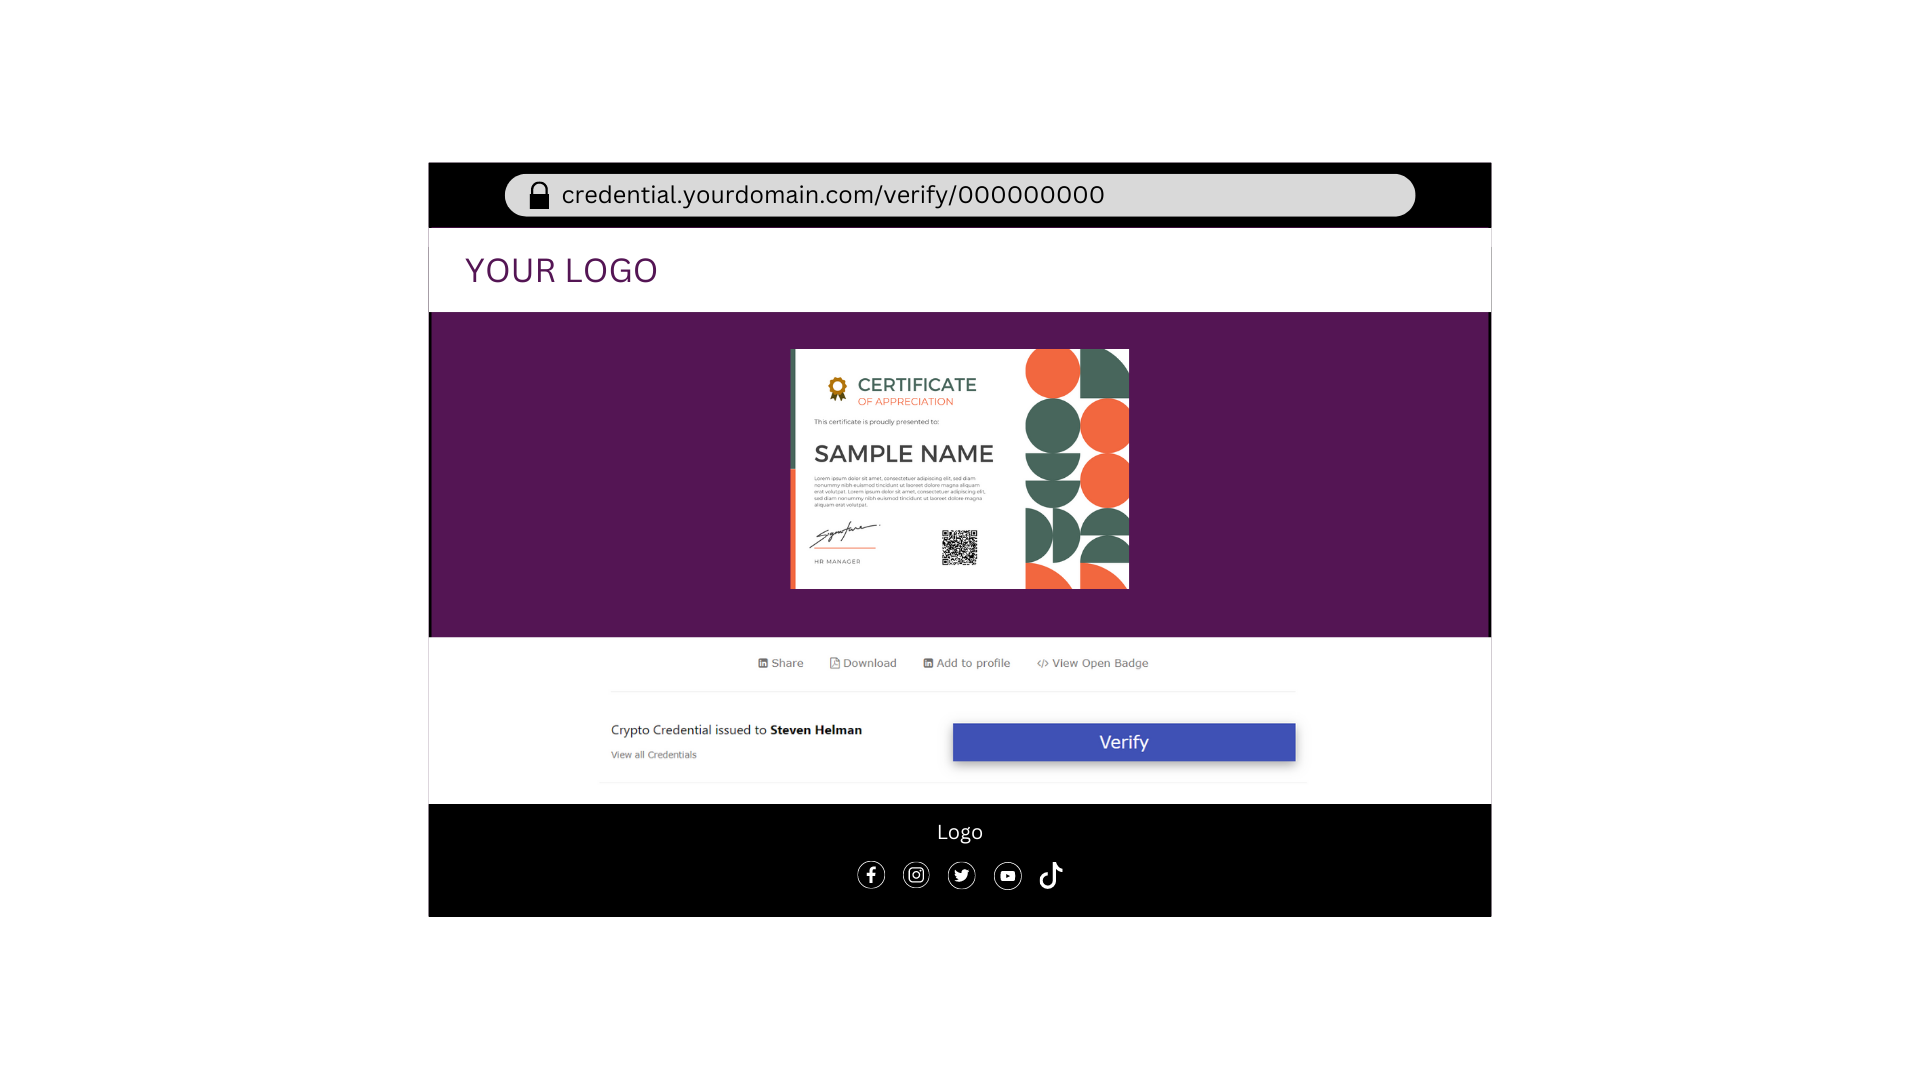 credential.yourdomain.com/verify/000000000
YOUR LOGO
CERTIFICATE
OF APPRECIATION
This certificate is proudly presented to:
SAMPLE NAME
Lorem ipsum dolor sit amet, consectetuer adipiscing elit, sed diam
nonummy nibh euismod tincidunt ut laoreet dolore magna aliquam
erat volutpat. Lorem ipsum dolor sit amet, consectetuer adipiscing elit,
sed diam nonummy nibh euismod tincidunt ut laoreet dolore magna
aliquam erat volutpat.
Signature
HR MANAGER
Share Download Add to profile </> View Open Badge
Crypto Credential issued to Steven Helman
View all Credentials
Verify
Logo